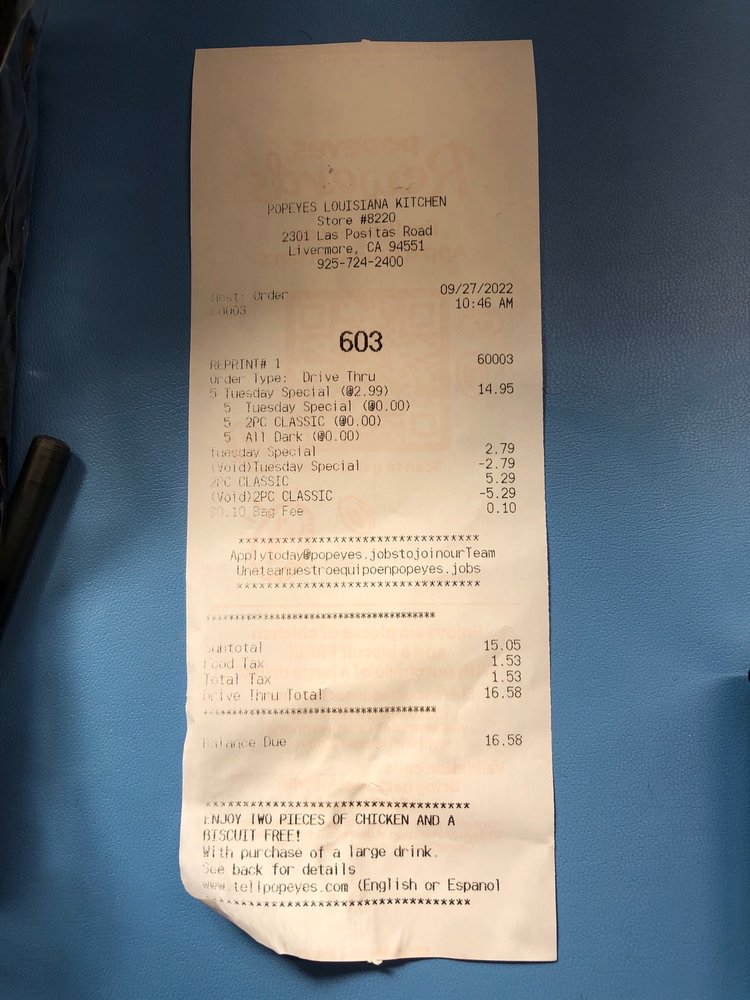 POPEYES LOUISIANA KITCHEN
Store #8220
2301 Las Positas Road
Livermore, CA 94551
925-724-2400
Host: Order 09/27/2022
60003 10:46 AM
603
REPRINT# 1 60003
Order Type: Drive Thru
5 Tuesday Special (@2.99) 14.95
5 Tuesday Special (@0.00)
5 2PC CLASSIC (@0.00)
5 All Dark (@0.00)
Tuesday Special 2.79
(Void)Tuesday Special -2.79
2PC CLASSIC 5.29
(Void)2PC CLASSIC -5.29
$0.10 Bag Fee 0.10
*******************************
Applytoday@popeyes.jobstojoinourTeam
Uneteanuestroequipoenpopeyes.jobs
*******************************
******************************
Subtotal 15.05
Food Tax 1.53
Total Tax 1.53
Drive Thru Total 16.58
******************************
Balance Due 16.58
**********************************
ENJOY TWO PIECES OF CHICKEN AND A
BISCUIT FREE!
With purchase of a large drink.
See back for details
www.tellpopeyes.com (English or Espanol
**********************************